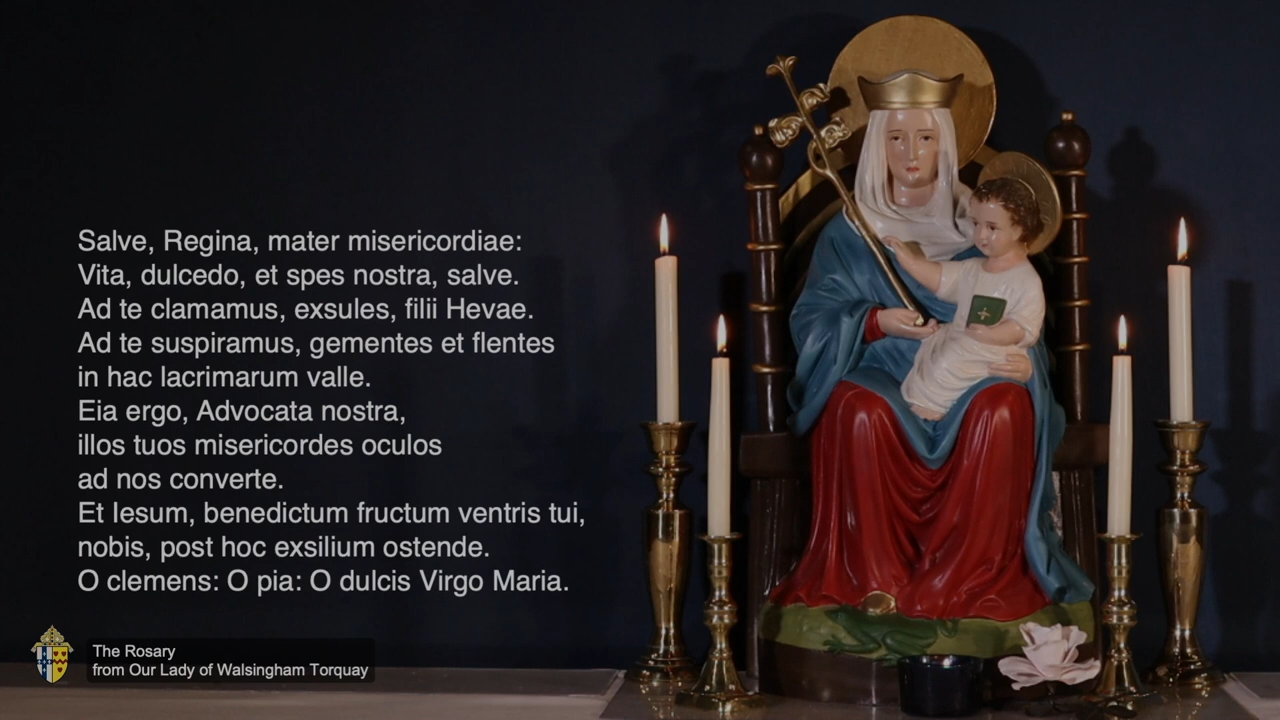 Salve, Regina, mater misericordiae:
Vita, dulcedo, et spes nostra, salve.
Ad te clamamus, exsules, filii Hevae.
Ad te suspiramus, gementes et flentes
in hac lacrimarum valle.
Eia ergo, Advocata nostra,
illos tuos misericordes oculos
ad nos converte.
Et Iesum, benedictum fructum ventris tui,
nobis, post hoc exsilium ostende.
O clemens: O pia: O dulcis Virgo Maria.
The Rosary
from Our Lady of Walsingham Torquay